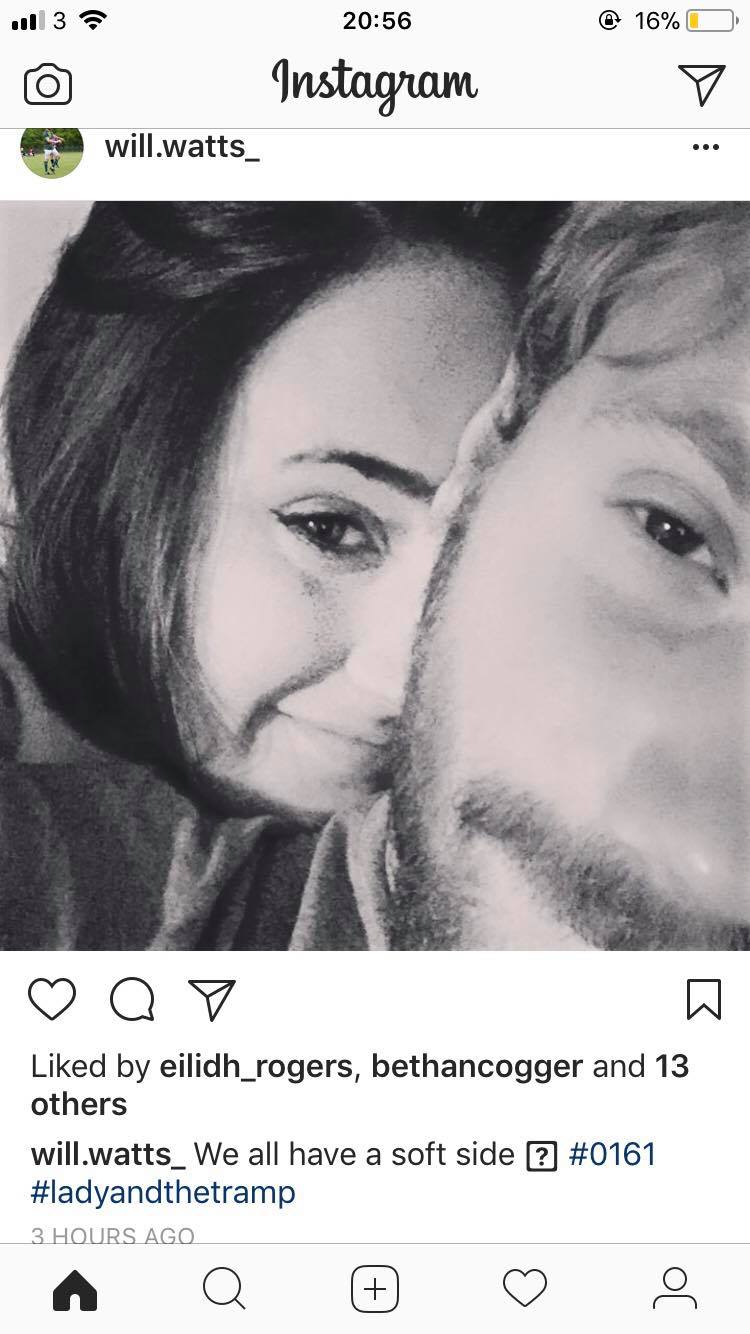 3 20:56 16%
Instagram
will.watts_
Liked by eilidh_rogers, bethancogger and 13
others
will.watts_ We all have a soft side ⍰ #0161
#ladyandthetramp
3 HOURS AGO